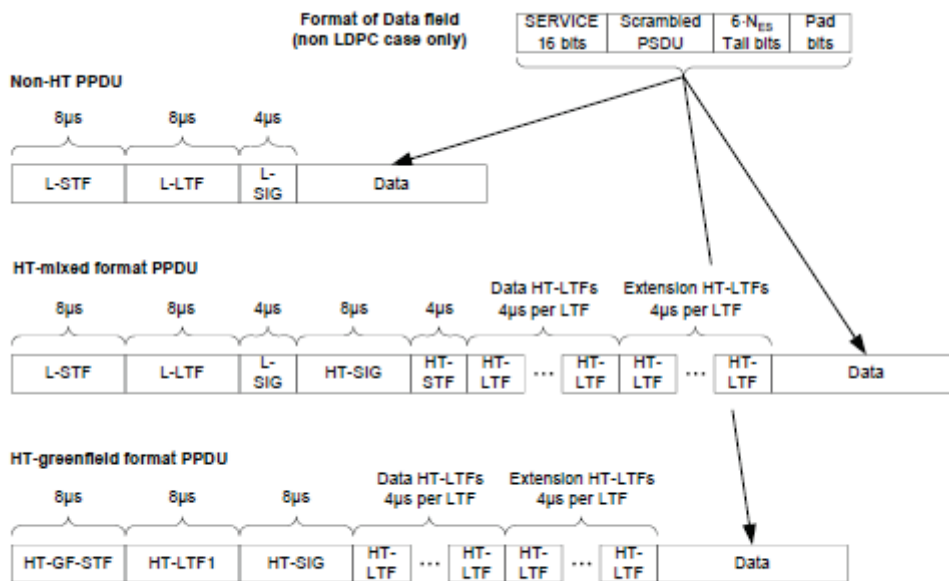 Format of Data field
(non LDPC case only)
SERVICE 16 bits
Scrambled PSDU
6·N_ES Tail bits
Pad bits
Non-HT PPDU
8µs 8µs 4µs
L-STF L-LTF L-SIG Data
HT-mixed format PPDU
Data HT-LTFs 4µs per LTF
Extension HT-LTFs 4µs per LTF
8µs 8µs 4µs 8µs 4µs
L-STF L-LTF L-SIG HT-SIG HT-STF HT-LTF ... HT-LTF HT-LTF ... HT-LTF Data
HT-greenfield format PPDU
Data HT-LTFs 4µs per LTF
Extension HT-LTFs 4µs per LTF
8µs 8µs 8µs
HT-GF-STF HT-LTF1 HT-SIG HT-LTF ... HT-LTF HT-LTF ... HT-LTF Data